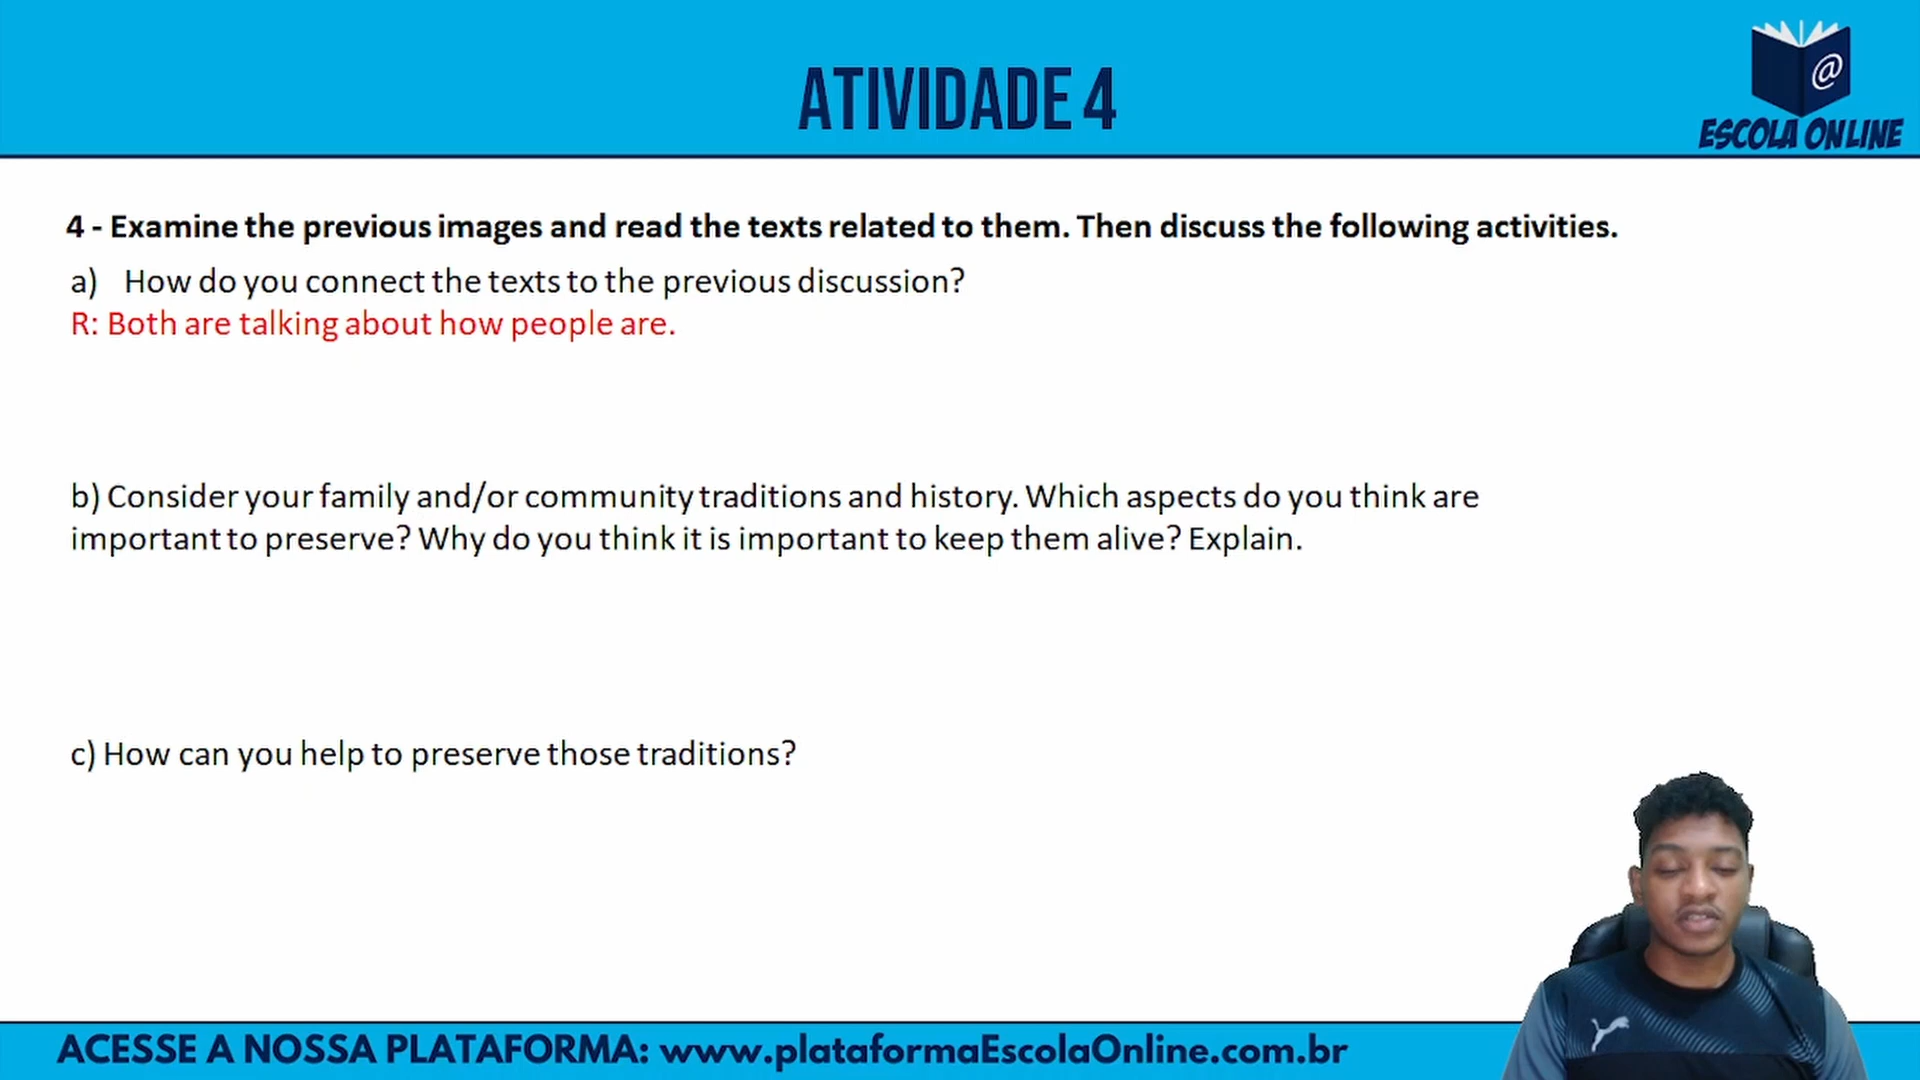 ATIVIDADE 4
@
ESCOLA ONLINE
4 - Examine the previous images and read the texts related to them. Then discuss the following activities.
a) How do you connect the texts to the previous discussion?
R: Both are talking about how people are.
b) Consider your family and/or community traditions and history. Which aspects do you think are
important to preserve? Why do you think it is important to keep them alive? Explain.
c) How can you help to preserve those traditions?
ACESSE A NOSSA PLATAFORMA: www.plataformaEscolaOnline.com.br